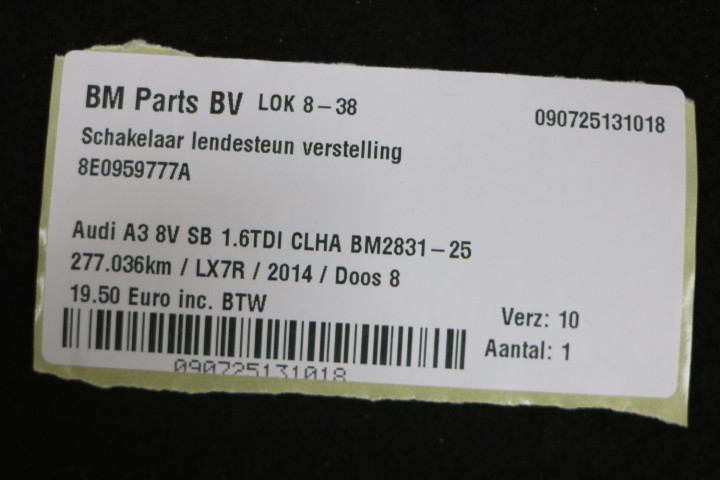 BM Parts BV LOK 8-38
090725131018
Schakelaar lendesteun verstelling
8E0959777A
Audi A3 8V SB 1.6TDI CLHA BM2831-25
277.036km / LX7R / 2014 / Doos 8
19.50 Euro inc. BTW
Verz: 10
Aantal: 1
090725131018